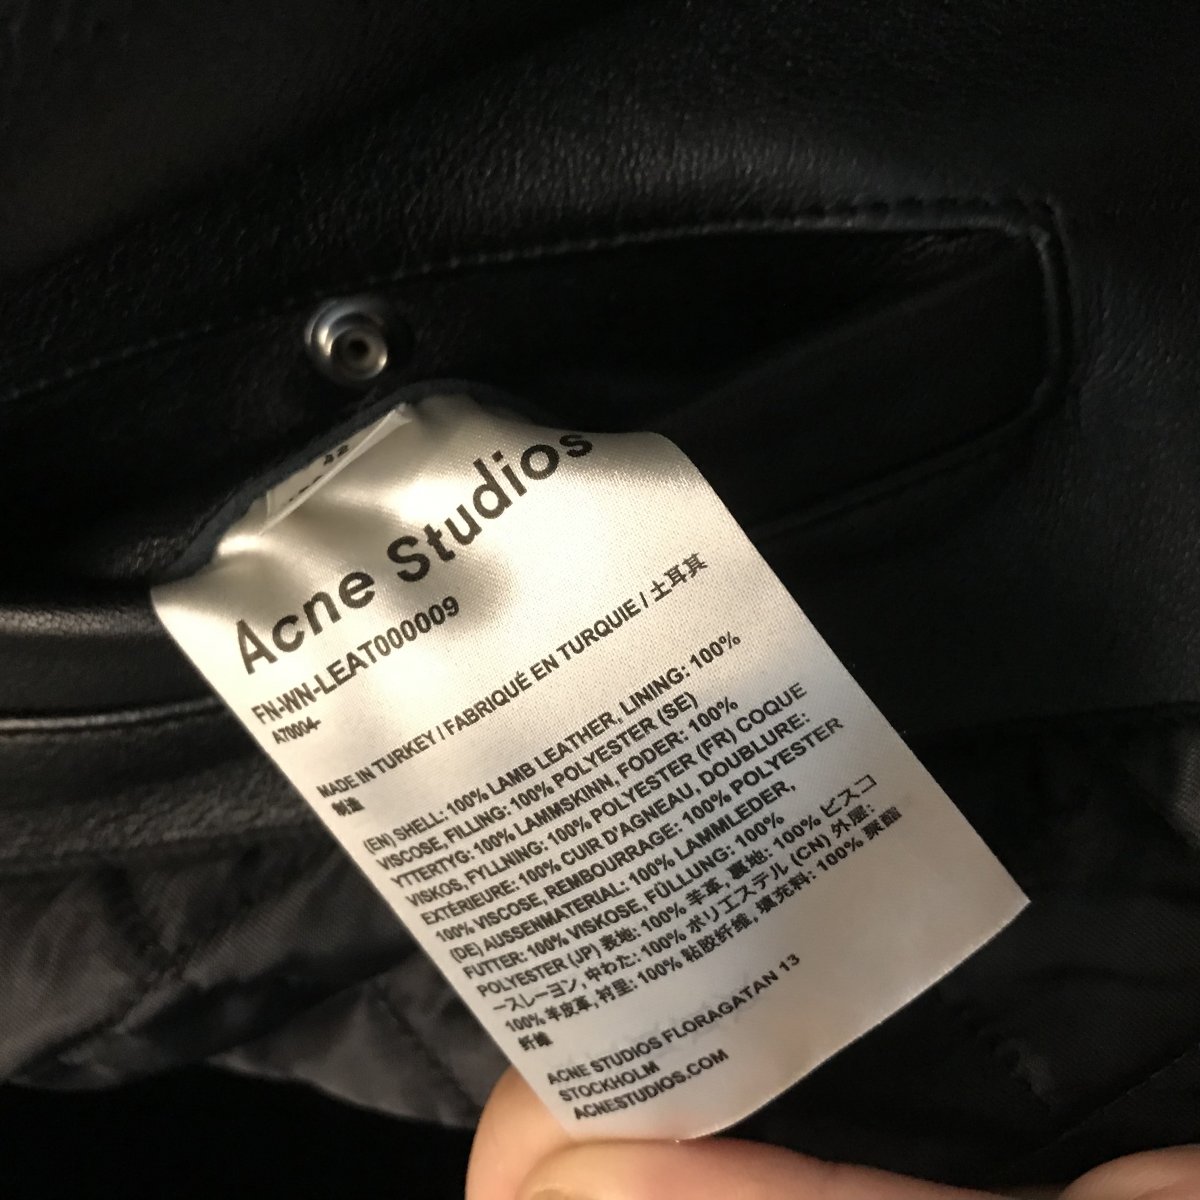 42
Acne Studios
FN-WN-LEAT000009
A70004-
MADE IN TURKEY / FABRIQUÉ EN TURQUIE / 土耳其
制造
(EN) SHELL: 100% LAMB LEATHER, LINING: 100%
VISCOSE, FILLING: 100% POLYESTER (SE)
YTTERTYG: 100% LAMMSKINN, FODER: 100%
VISKOS, FYLLNING: 100% POLYESTER (FR) COQUE
EXTÉRIEURE: 100% CUIR D'AGNEAU, DOUBLURE:
100% VISCOSE, REMBOURRAGE: 100% POLYESTER
(DE) AUSSENMATERIAL: 100% LAMMLEDER,
FUTTER: 100% VISKOSE, FÜLLUNG: 100%
POLYESTER (JP) 表地: 100% 羊革, 裏地: 100% ビスコ
ースレーヨン, 中わた: 100% ポリエステル (CN) 外层:
100% 羊皮革, 衬里: 100% 粘胶纤维, 填充料: 100% 聚酯
纤维
ACNE STUDIOS FLORAGATAN 13
STOCKHOLM
ACNESTUDIOS.COM